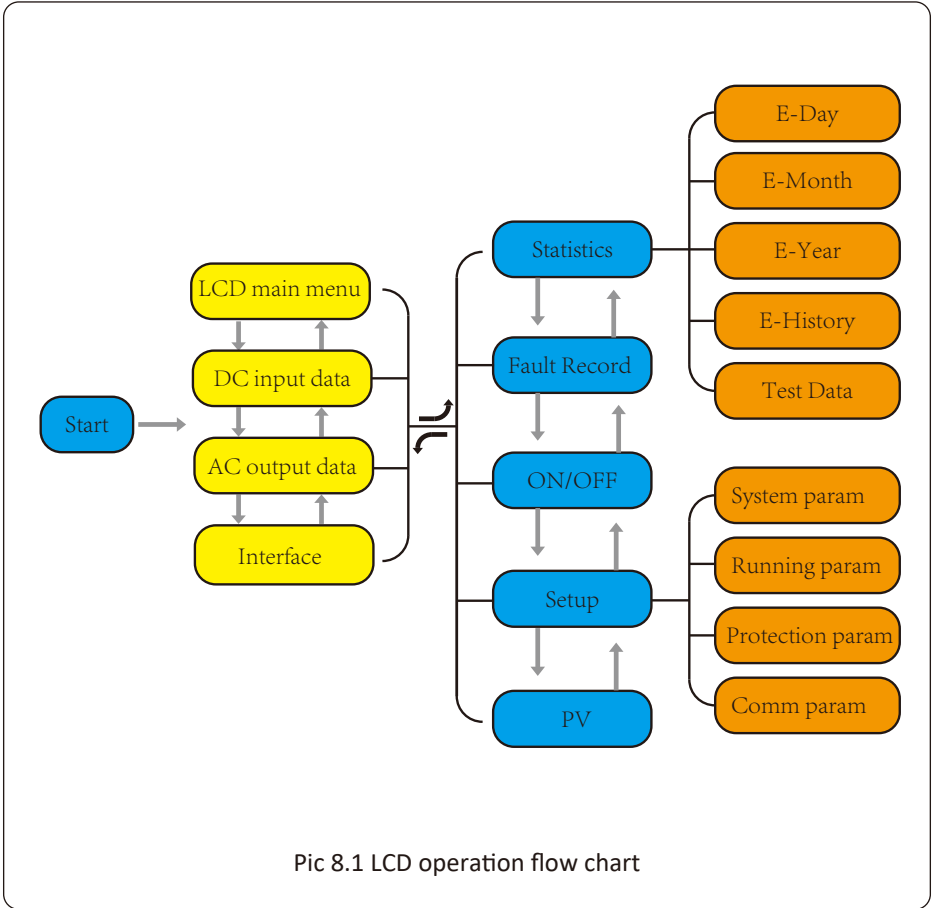 Start
LCD main menu
DC input data
AC output data
Interface
Statistics
Fault Record
ON/OFF
Setup
PV
E-Day
E-Month
E-Year
E-History
Test Data
System param
Running param
Protection param
Comm param
Pic 8.1 LCD operation flow chart